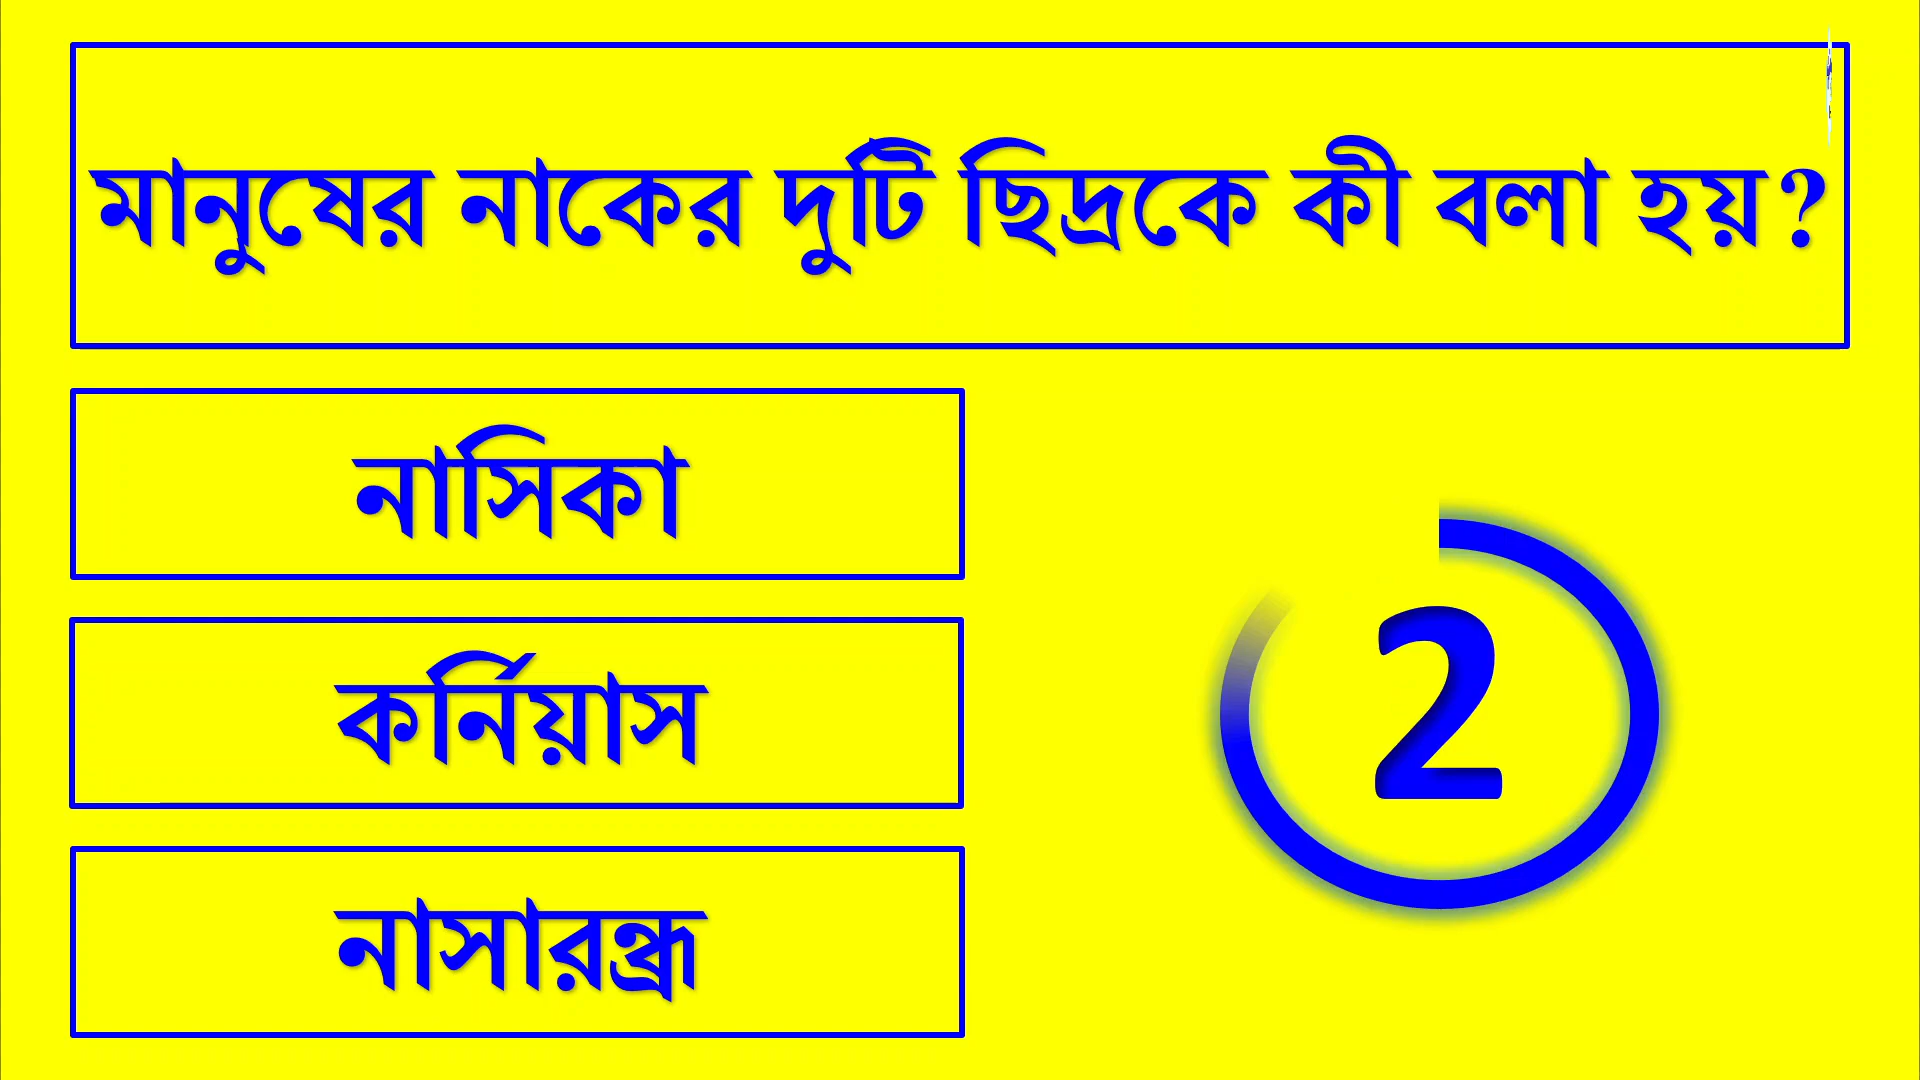 মানুষের নাকের দুটি ছিদ্রকে কী বলা হয়?
নাসিকা
কর্নিয়াস
নাসারন্ধ্র
2